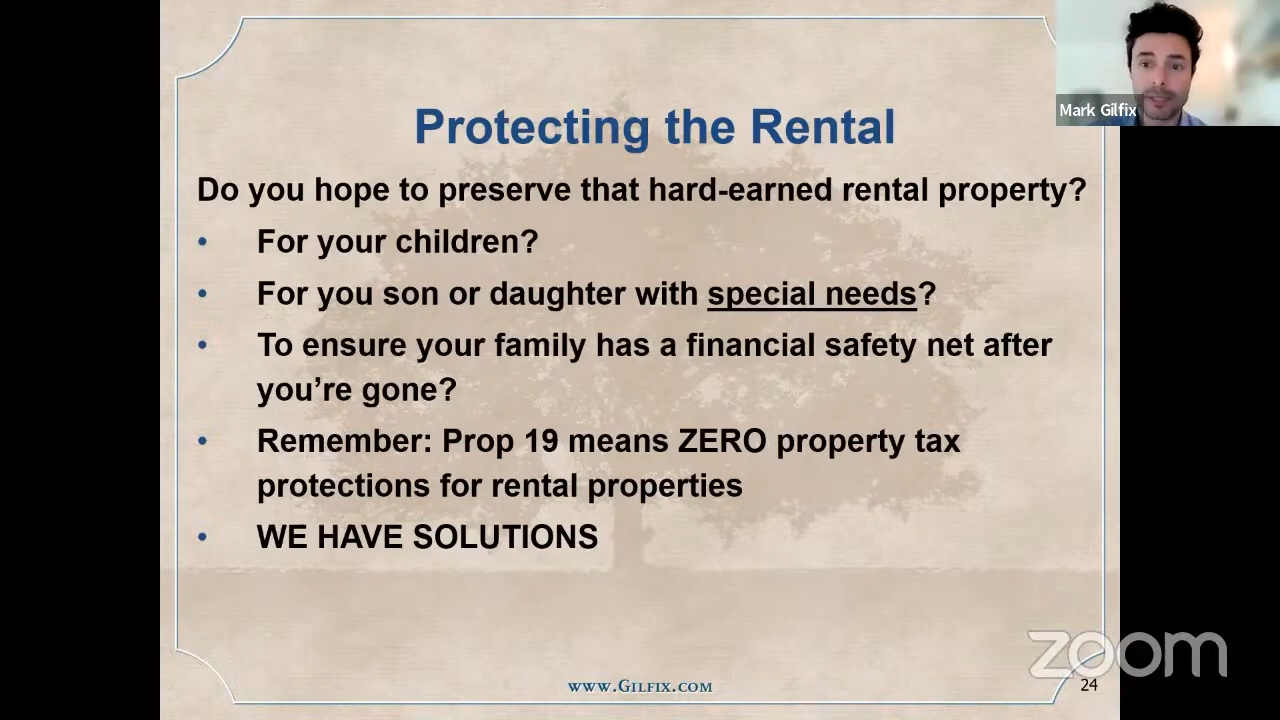 Mark Gilfix
Protecting the Rental
Do you hope to preserve that hard-earned rental property?
• For your children?
• For you son or daughter with special needs?
• To ensure your family has a financial safety net after
you’re gone?
• Remember: Prop 19 means ZERO property tax
protections for rental properties
• WE HAVE SOLUTIONS
www.Gilfix.com
24
zoom